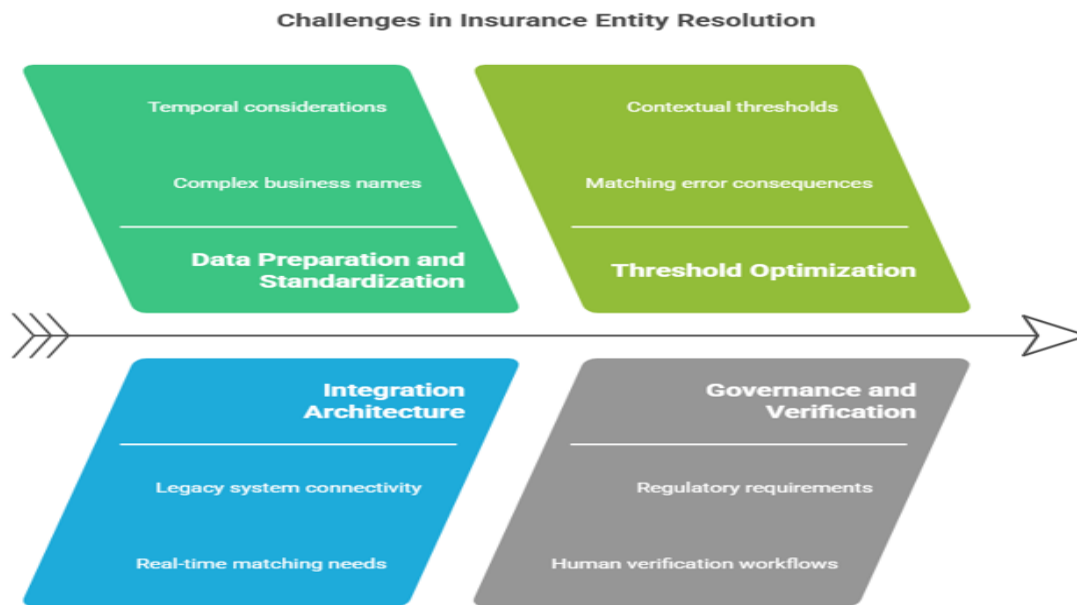 Challenges in Insurance Entity Resolution
Temporal considerations
Complex business names
Data Preparation and
Standardization
Contextual thresholds
Matching error consequences
Threshold Optimization
Integration
Architecture
Legacy system connectivity
Real-time matching needs
Governance and
Verification
Regulatory requirements
Human verification workflows